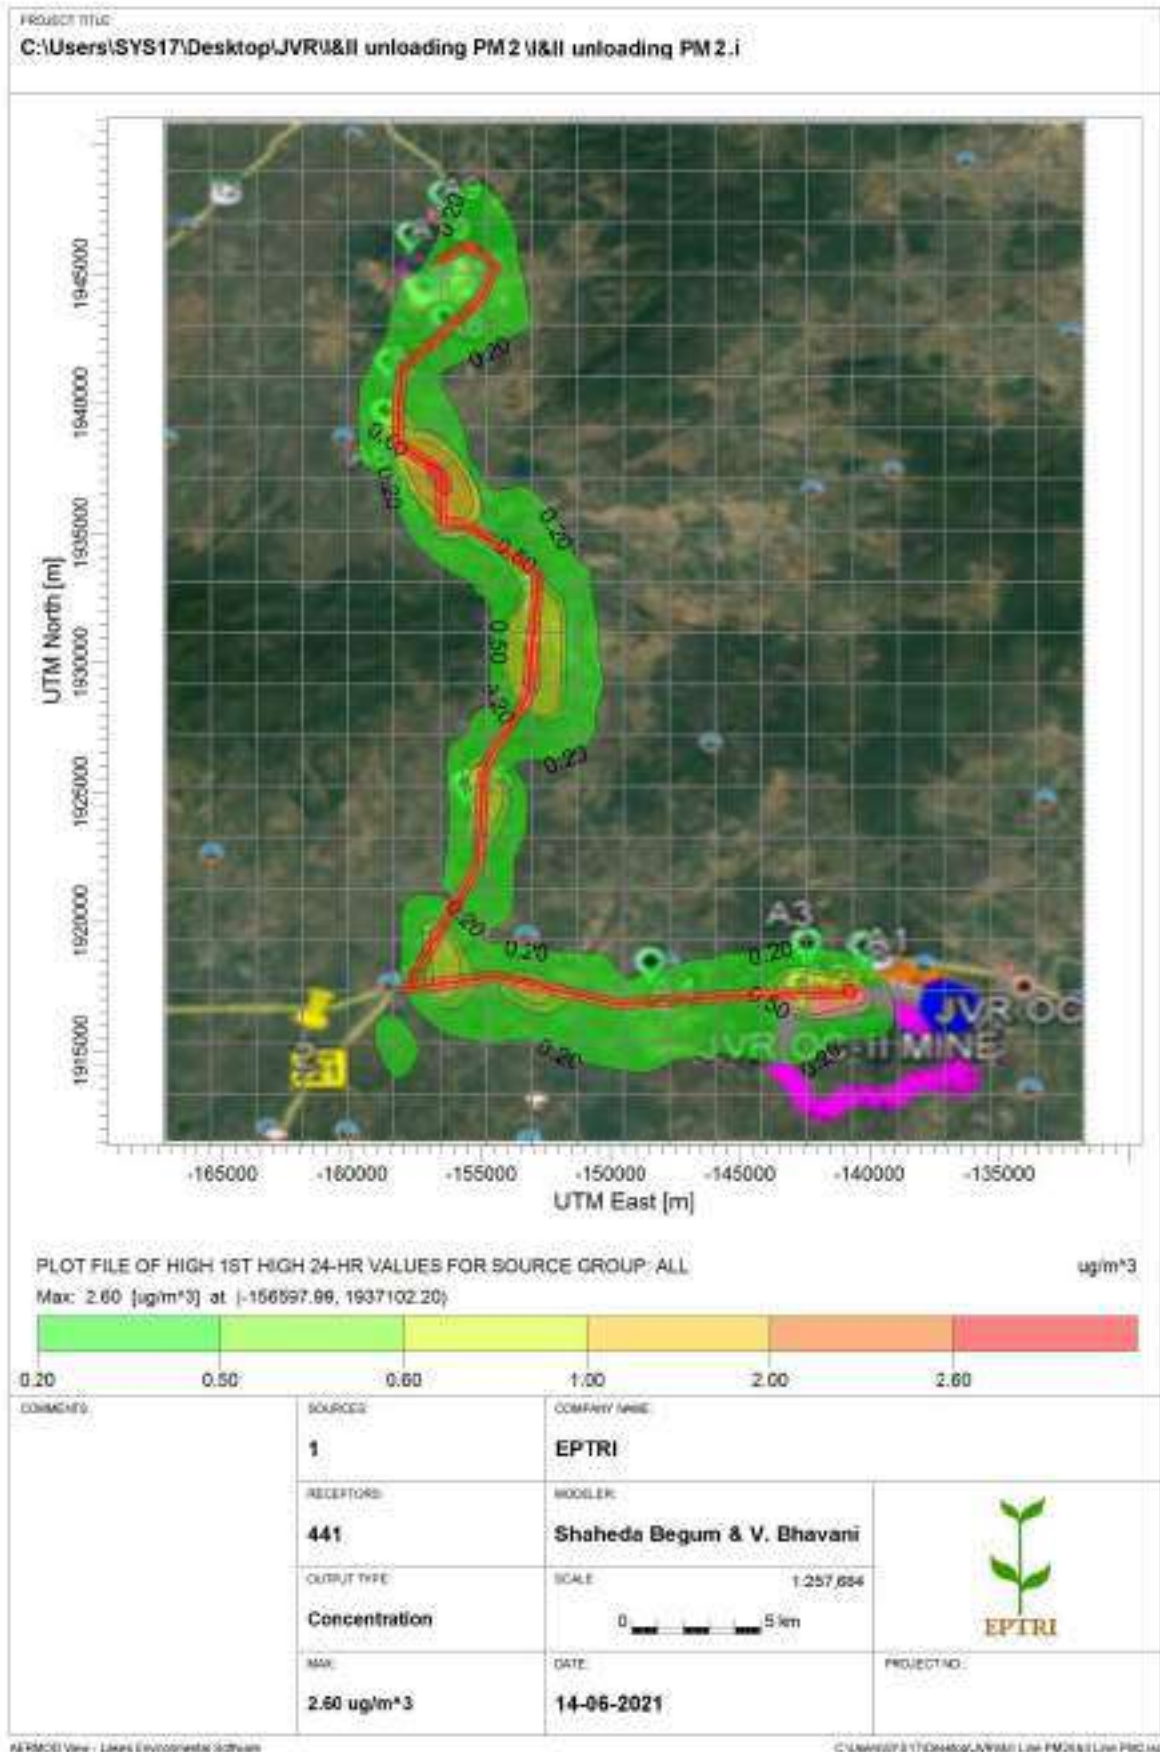 PROJECT TITLE:
C:\Users\SYS17\Desktop\JVR\I&II unloading PM 2 \I&II unloading PM 2.i
UTM North [m]
1945000
1940000
1935000
1930000
1925000
1920000
1915000
0.20
0.20
0.20
0.20
0.50
0.50
0.20
0.20
0.20
0.20
A3
0.20
JVR OC
JVR OC-II MINE
0.20
0.20
-165000 -160000 -155000 -150000 -145000 -140000 -135000
UTM East [m]
PLOT FILE OF HIGH 1ST HIGH 24-HR VALUES FOR SOURCE GROUP: ALL
ug/m^3
Max: 2.60 [ug/m^3] at (-156597.99, 1937102.20)
0.20 0.50 0.60 1.00 2.00 2.60
COMMENTS:
SOURCES:
1
COMPANY NAME:
EPTRI
RECEPTORS:
441
MODELER:
Shaheda Begum & V. Bhavani
OUTPUT TYPE:
Concentration
SCALE:
1:257,684
0 5 km
EPTRI
MAX:
2.60 ug/m^3
DATE:
14-06-2021
PROJECT NO.:
AERMOD View - Lakes Environmental Software